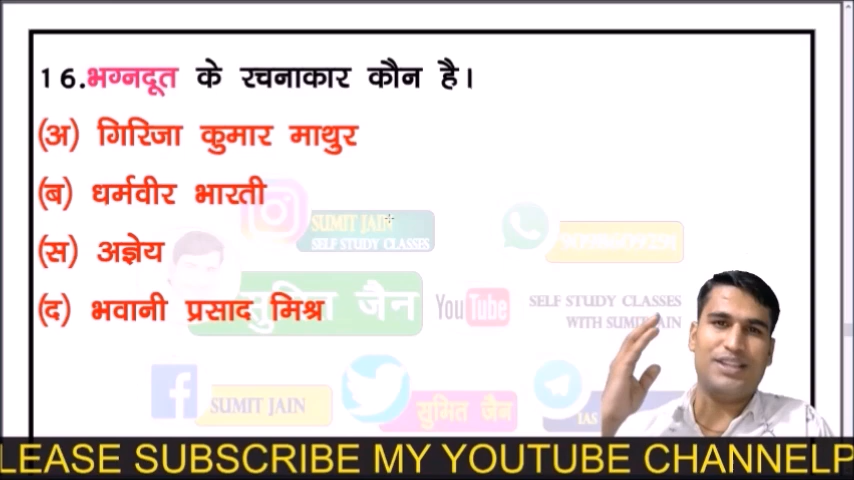 16.भग्नदूत के रचनाकार कौन है।
(अ) गिरिजा कुमार माथुर
(ब) धर्मवीर भारती
SUMIT JAIN
SELF STUDY CLASSES
(स) अज्ञेय
(द) भवानी प्रसाद मिश्र
सुमित जैन
YouTube
SELF STUDY CLASSES
WITH SUMIT JAIN
SUMIT JAIN
सुमित जैन
IAS
LEASE SUBSCRIBE MY YOUTUBE CHANNELP